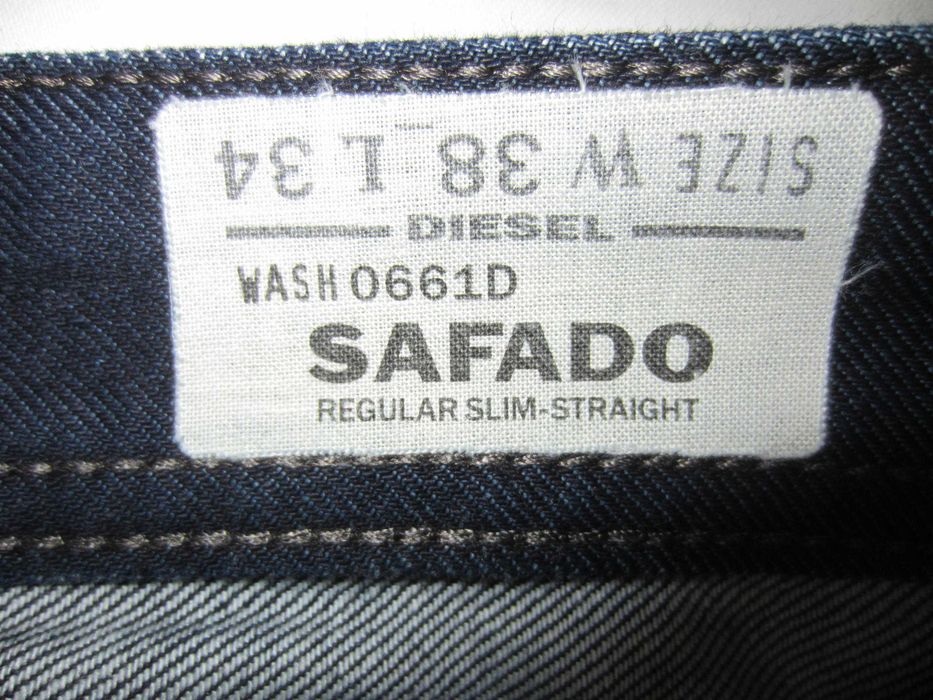 SIZE W 38 L 34
DIESEL
WASH 0661D
SAFADO
REGULAR SLIM-STRAIGHT